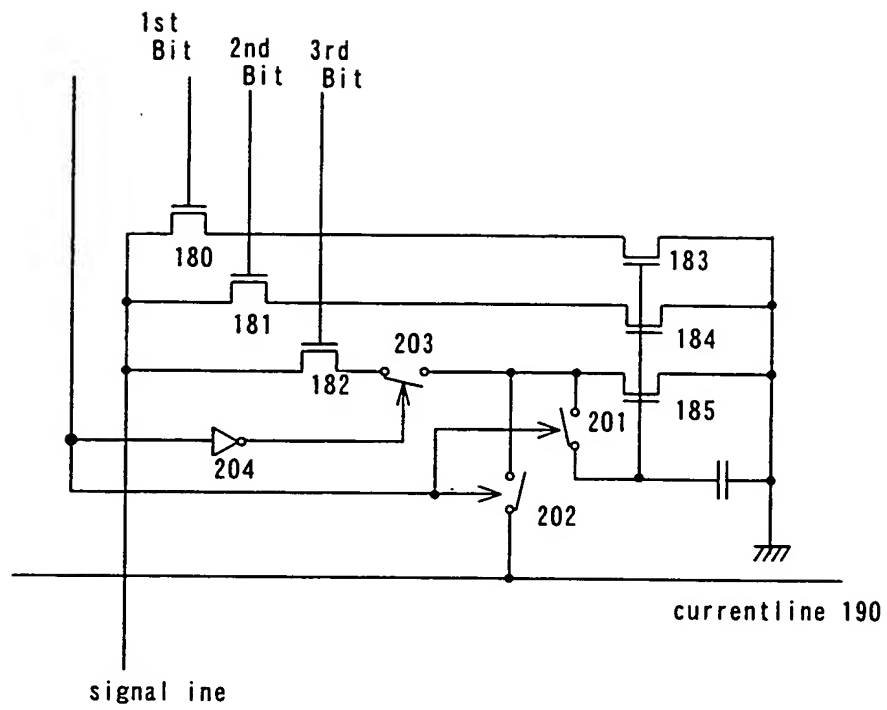 1st
Bit
2nd
Bit
3rd
Bit
180
183
181
184
203
182
185
201
204
202
currentline 190
signal ine